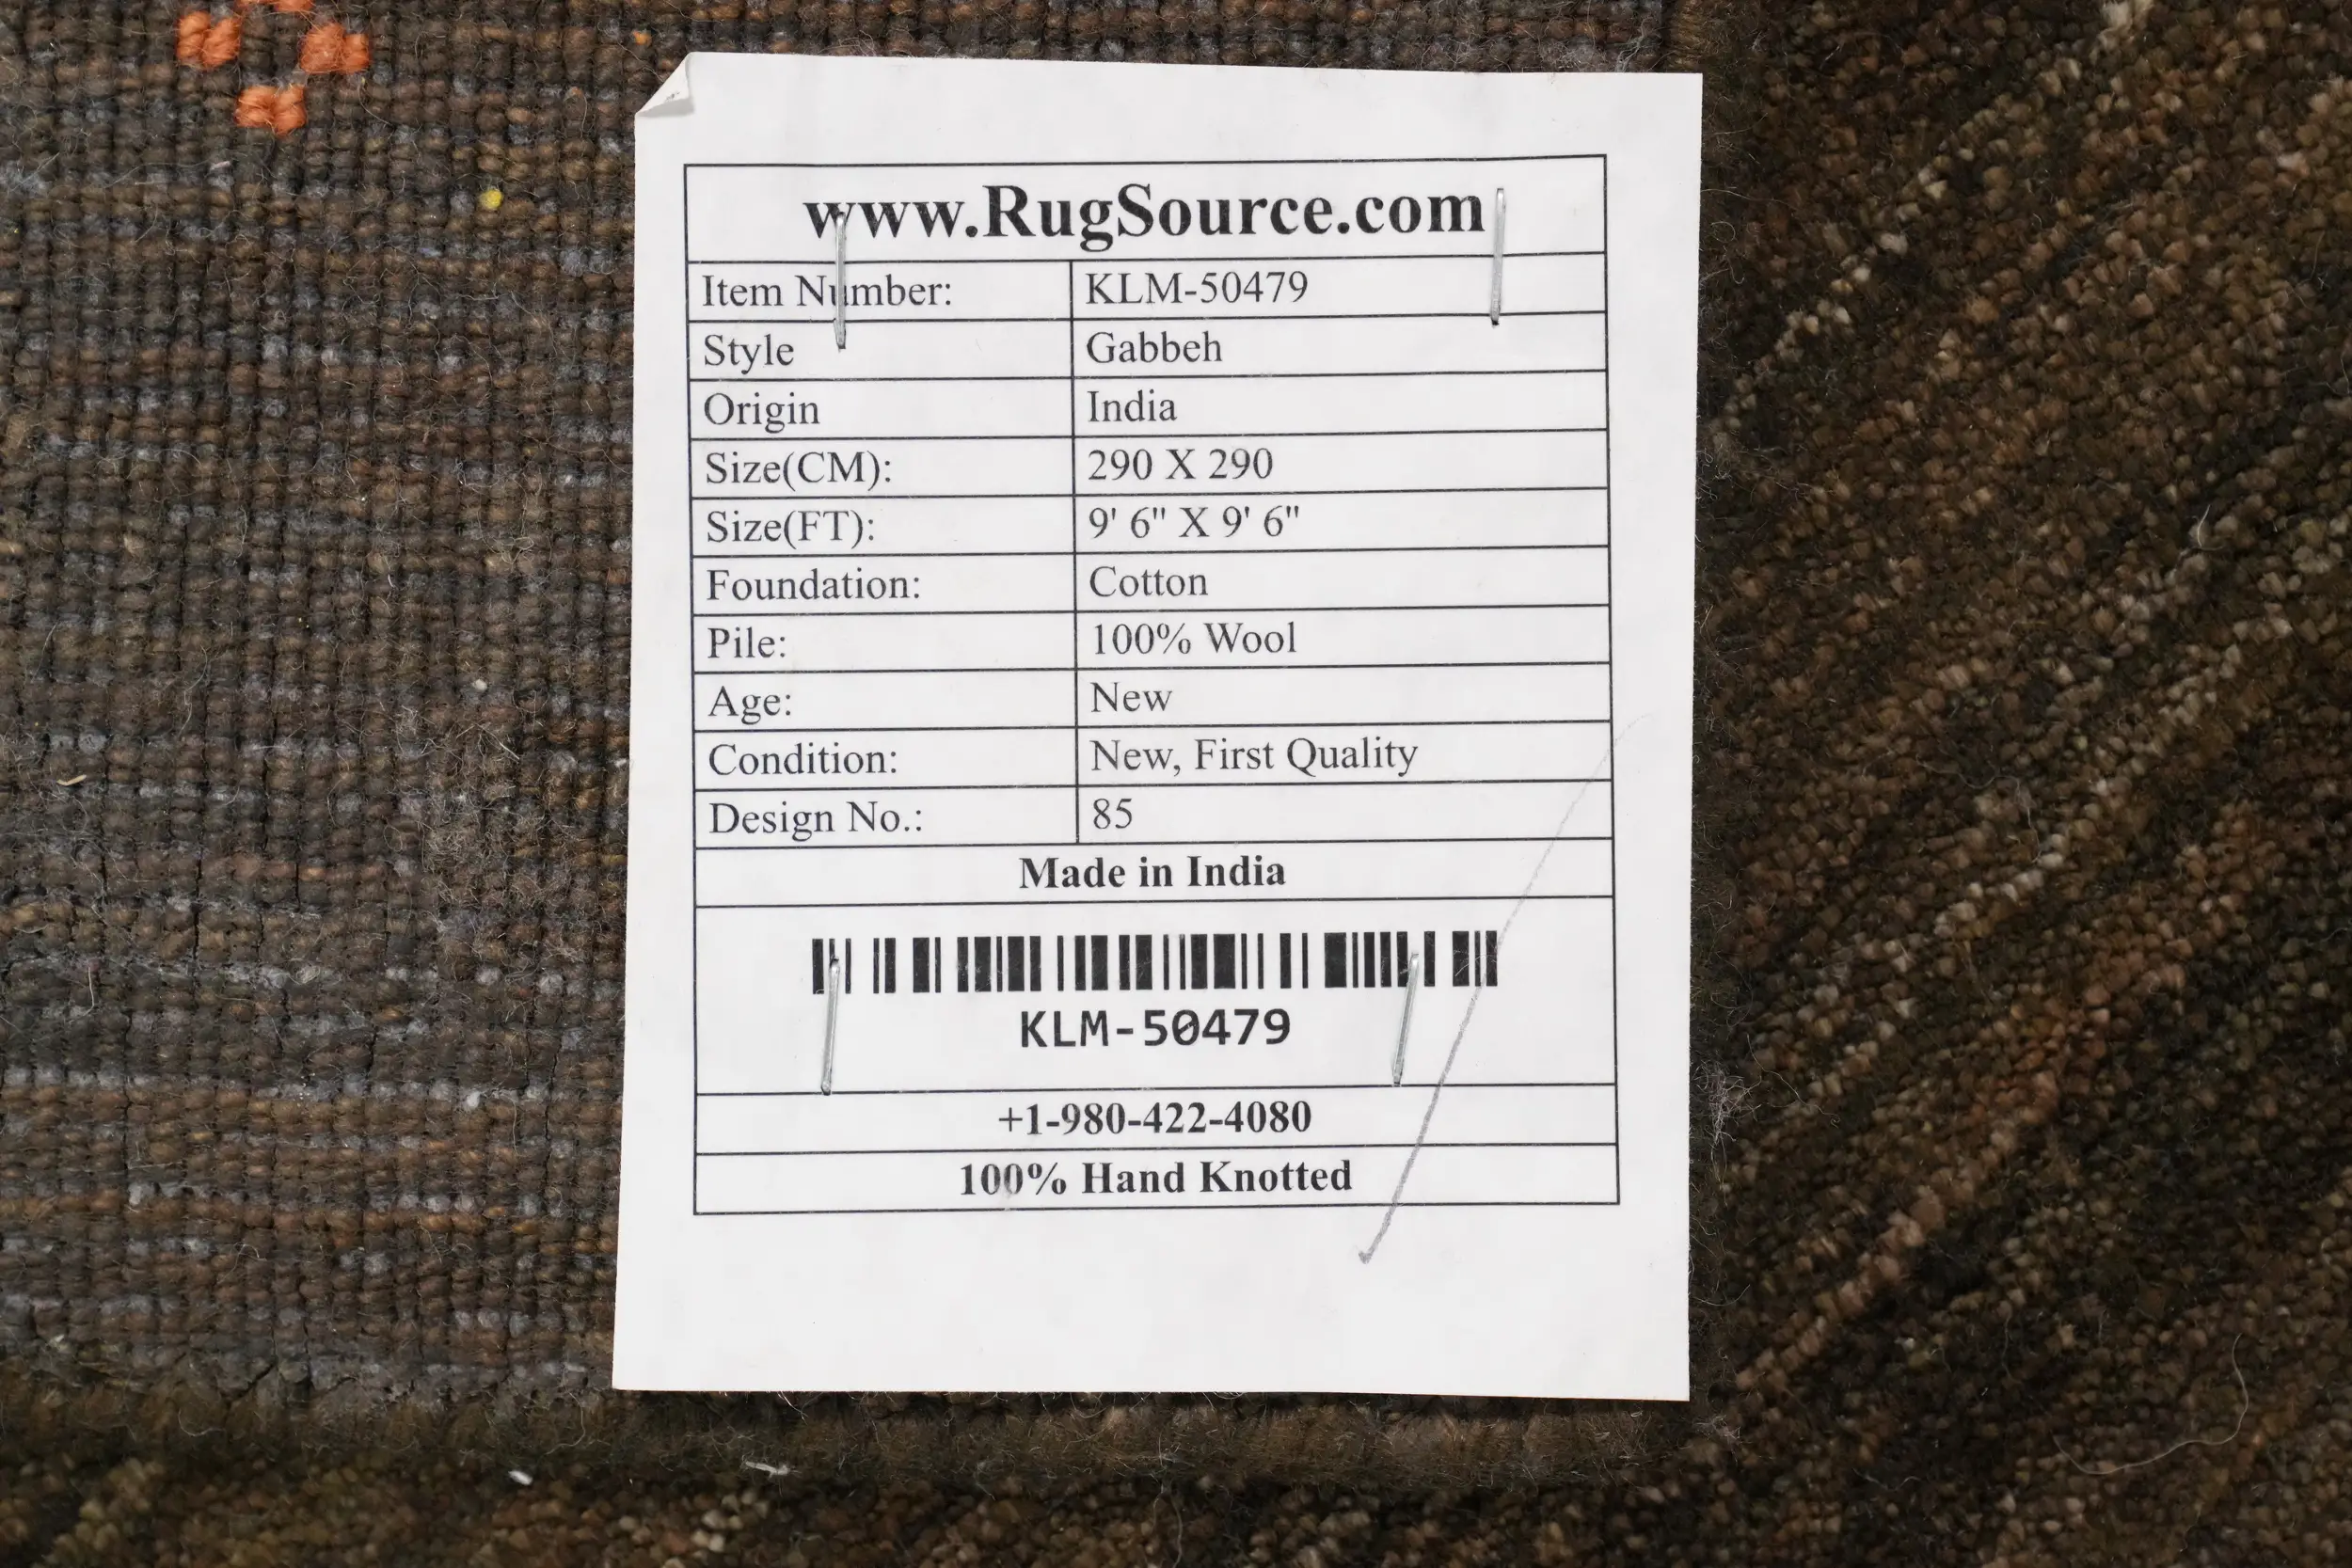 www.RugSource.com
Item Number: KLM-50479
Style Gabbeh
Origin India
Size(CM): 290 X 290
Size(FT): 9' 6" X 9' 6"
Foundation: Cotton
Pile: 100% Wool
Age: New
Condition: New, First Quality
Design No.: 85
Made in India
KLM-50479
+1-980-422-4080
100% Hand Knotted